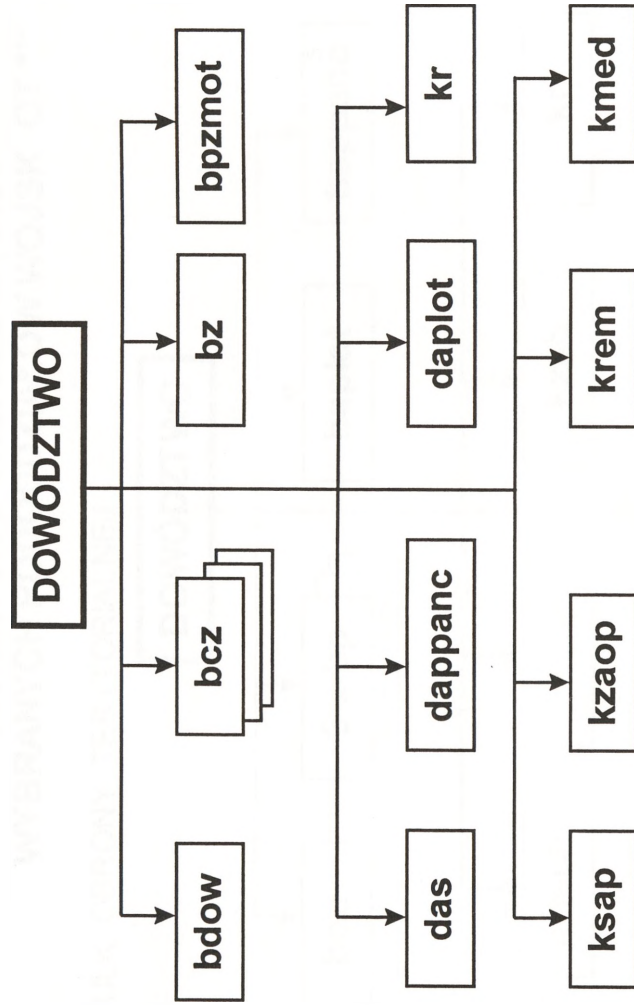 DOWÓDZTWO
bdow
bcz
bz
bpzmot
das
dappanc
daplot
kr
ksap
kzaop
krem
kmed